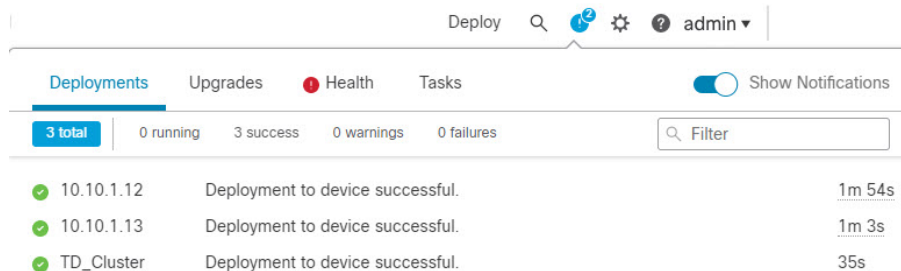 Deploy 2 ? admin
Deployments Upgrades ! Health Tasks Show Notifications
3 total 0 running 3 success 0 warnings 0 failures Filter
10.10.1.12 Deployment to device successful. 1m 54s
10.10.1.13 Deployment to device successful. 1m 3s
TD_Cluster Deployment to device successful. 35s